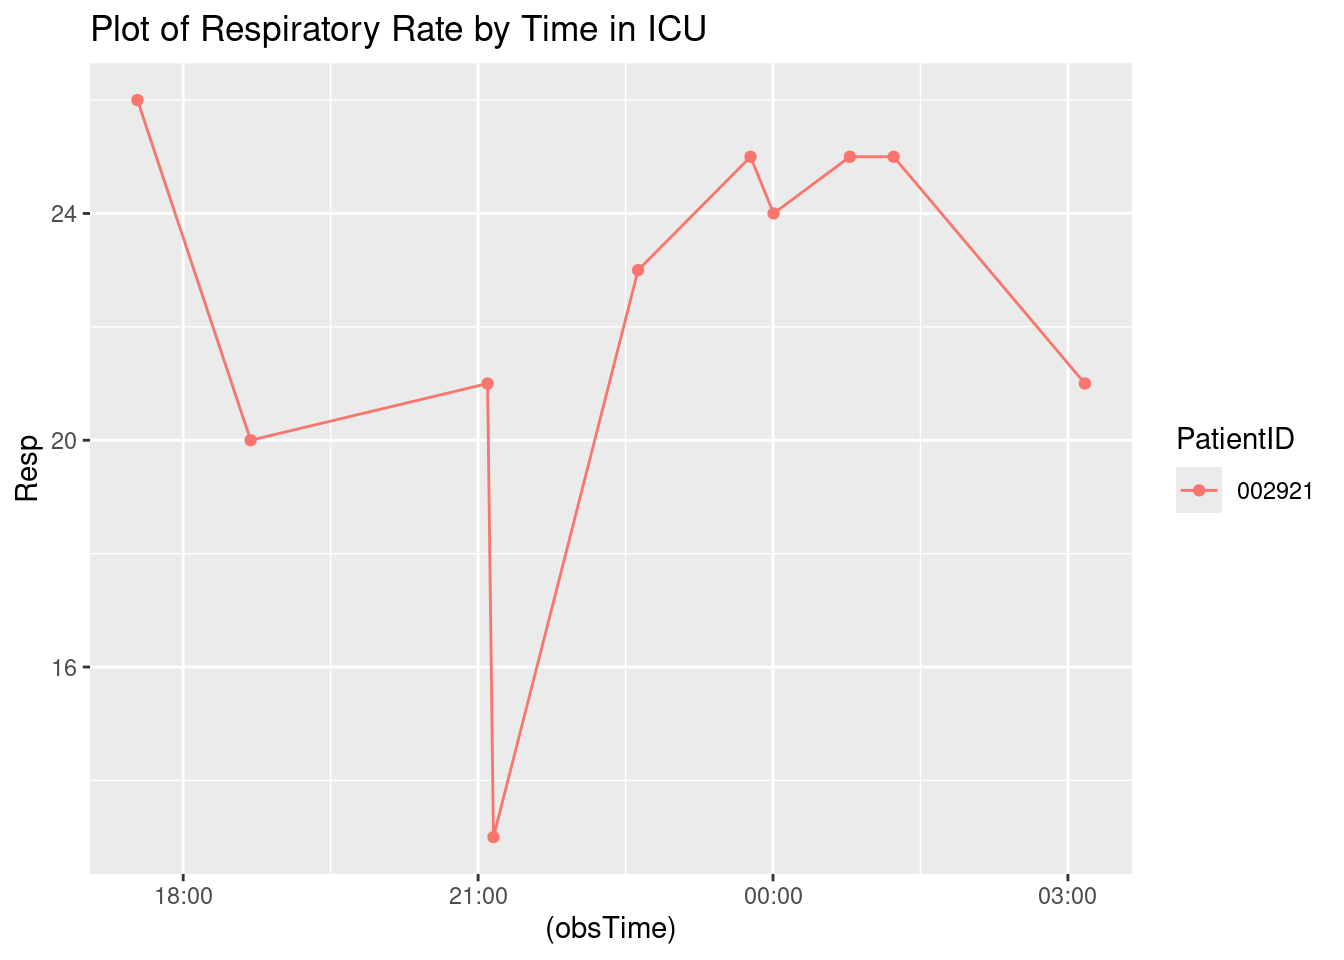 Plot of Respiratory Rate by Time in ICU
24
20
16
Resp
18:00 21:00 00:00 03:00
(obsTime)
PatientID
002921